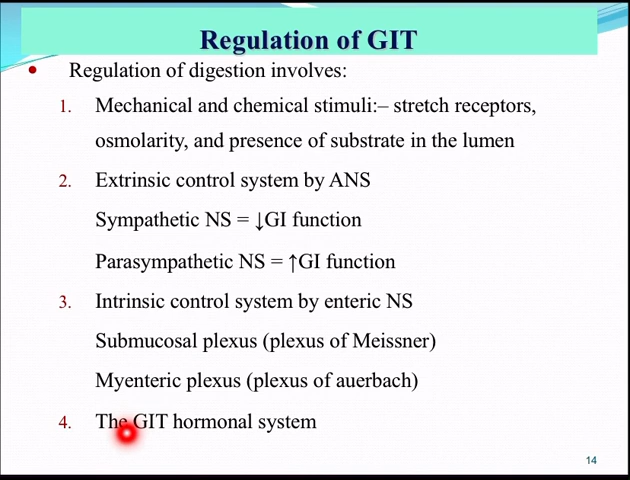 Regulation of GIT
• Regulation of digestion involves:
1. Mechanical and chemical stimuli:– stretch receptors,
osmolarity, and presence of substrate in the lumen
2. Extrinsic control system by ANS
Sympathetic NS = ↓GI function
Parasympathetic NS = ↑GI function
3. Intrinsic control system by enteric NS
Submucosal plexus (plexus of Meissner)
Myenteric plexus (plexus of auerbach)
4. The GIT hormonal system
14